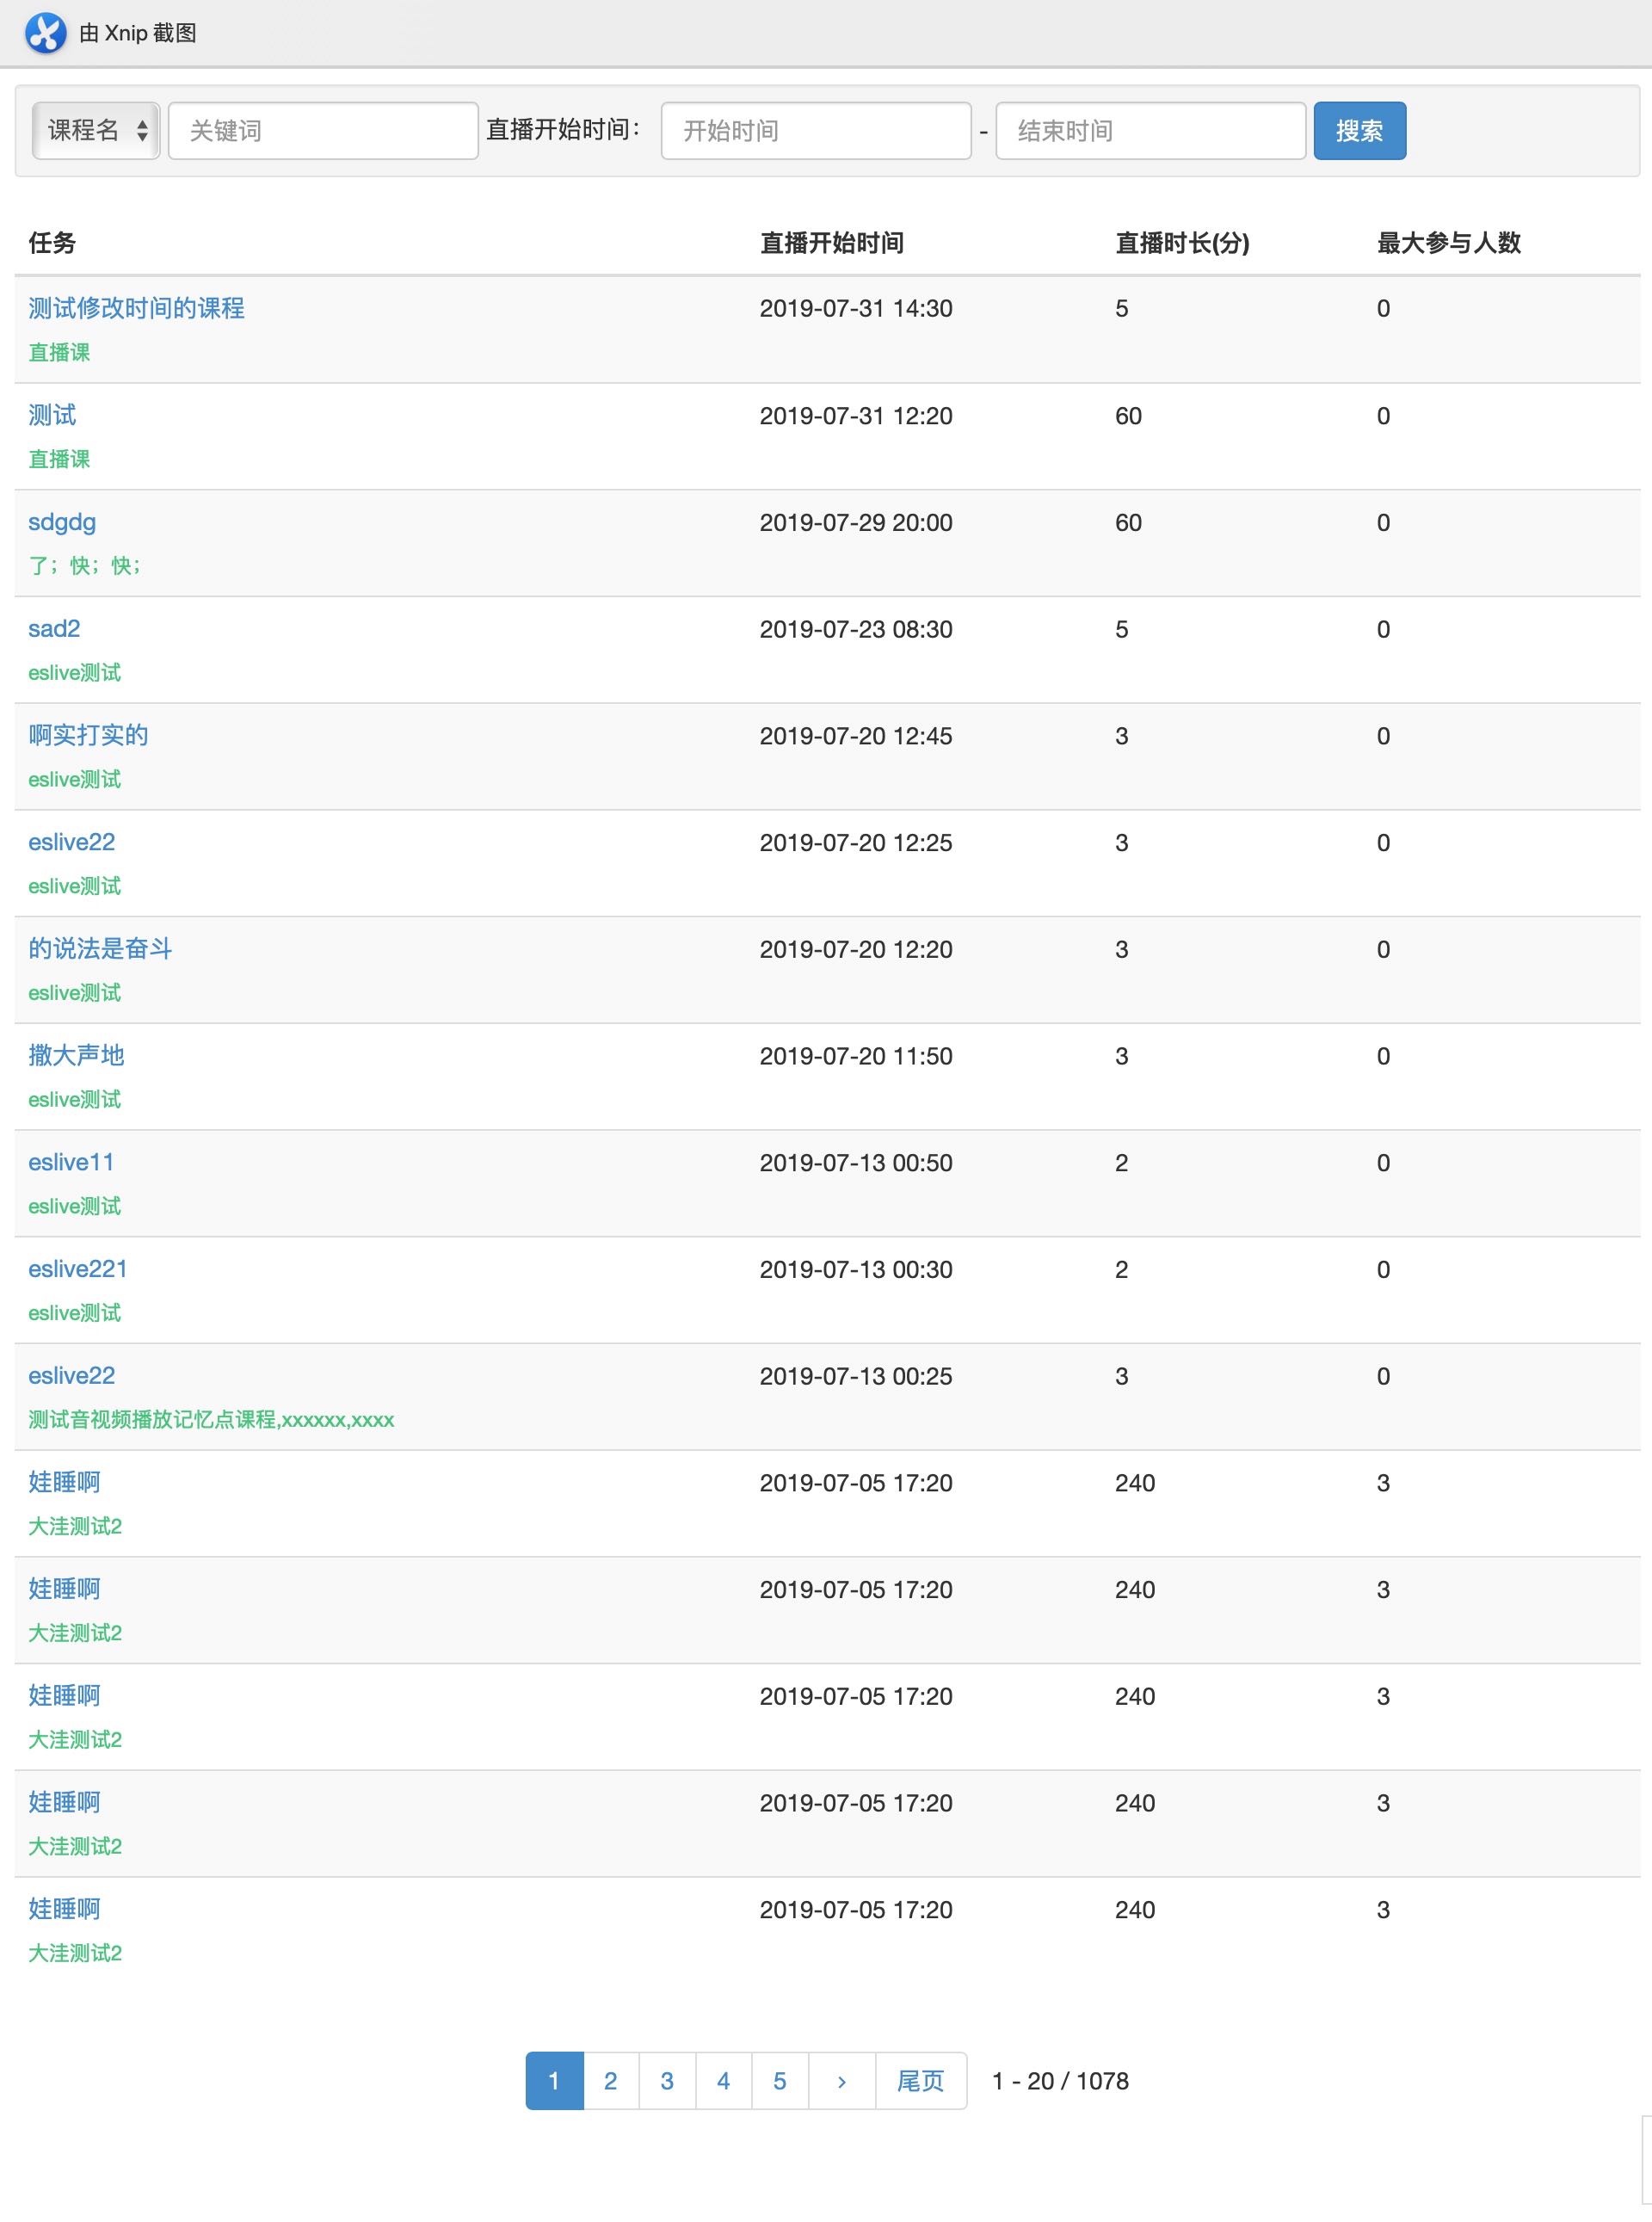 由 Xnip 截图
课程名 关键词 直播开始时间： 开始时间 - 结束时间 搜索
任务 直播开始时间 直播时长(分) 最大参与人数
测试修改时间的课程 2019-07-31 14:30 5 0
直播课
测试 2019-07-31 12:20 60 0
直播课
sdgdg 2019-07-29 20:00 60 0
了；快；快；
sad2 2019-07-23 08:30 5 0
eslive测试
啊实打实的 2019-07-20 12:45 3 0
eslive测试
eslive22 2019-07-20 12:25 3 0
eslive测试
的说法是奋斗 2019-07-20 12:20 3 0
eslive测试
撒大声地 2019-07-20 11:50 3 0
eslive测试
eslive11 2019-07-13 00:50 2 0
eslive测试
eslive221 2019-07-13 00:30 2 0
eslive测试
eslive22 2019-07-13 00:25 3 0
测试音视频播放记忆点课程,xxxxxx,xxxx
娃睡啊 2019-07-05 17:20 240 3
大洼测试2
娃睡啊 2019-07-05 17:20 240 3
大洼测试2
娃睡啊 2019-07-05 17:20 240 3
大洼测试2
娃睡啊 2019-07-05 17:20 240 3
大洼测试2
娃睡啊 2019-07-05 17:20 240 3
大洼测试2
1 2 3 4 5 › 尾页 1 - 20 / 1078